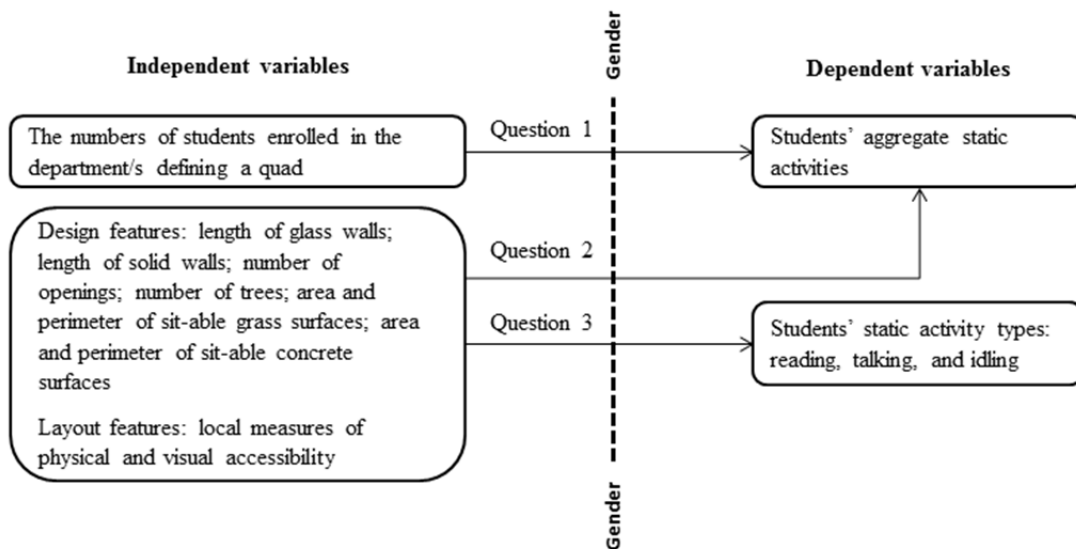 Independent variables
Gender
Dependent variables
The numbers of students enrolled in the
department/s defining a quad
Question 1
Students' aggregate static
activities
Design features: length of glass walls;
length of solid walls; number of
openings; number of trees; area and
perimeter of sit-able grass surfaces; area
and perimeter of sit-able concrete
surfaces
Layout features: local measures of
physical and visual accessibility
Question 2
Question 3
Students' static activity types:
reading, talking, and idling
Gender